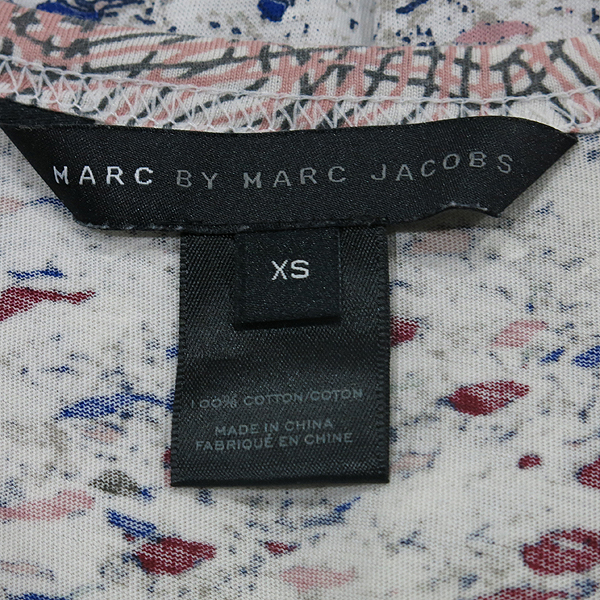 MARC BY MARC JACOBS
XS
100% COTTON/COTON
MADE IN CHINA
FABRIQUÉ EN CHINE